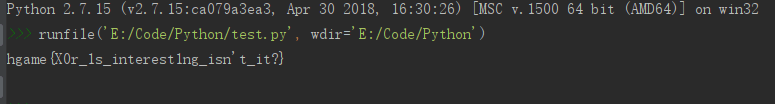 Python 2.7.15 (v2.7.15:ca079a3ea3, Apr 30 2018, 16:30:26) [MSC v.1500 64 bit (AMD64)] on win32
>>> runfile('E:/Code/Python/test.py', wdir='E:/Code/Python')
hgame{X0r_1s_interest1ng_isn't_it?}